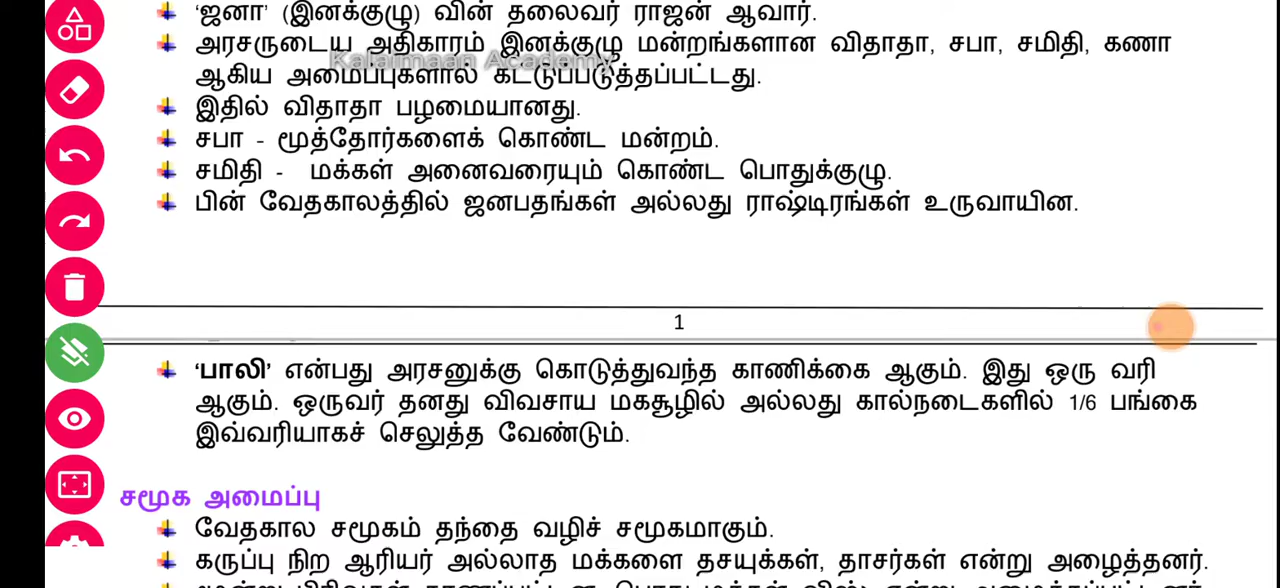 ‘ஜனா’ (இனக்குழு) வின் தலைவர் ராஜன் ஆவார்.
அரசருடைய அதிகாரம் இனக்குழு மன்றங்களான விதாதா, சபா, சமிதி, கணா
Kalaimaan Academy
ஆகிய அமைப்புகளால் கட்டுப்படுத்தப்பட்டது.
இதில் விதாதா பழமையானது.
சபா - மூத்தோர்களைக் கொண்ட மன்றம்.
சமிதி - மக்கள் அனைவரையும் கொண்ட பொதுக்குழு.
பின் வேதகாலத்தில் ஜனபதங்கள் அல்லது ராஷ்டிரங்கள் உருவாயின.
1
‘பாலி’ என்பது அரசனுக்கு கொடுத்துவந்த காணிக்கை ஆகும். இது ஒரு வரி
ஆகும். ஒருவர் தனது விவசாய மகசூழில் அல்லது கால்நடைகளில் 1/6 பங்கை
இவ்வரியாகச் செலுத்த வேண்டும்.
சமூக அமைப்பு
வேதகால சமூகம் தந்தை வழிச் சமூகமாகும்.
கருப்பு நிற ஆரியர் அல்லாத மக்களை தசயுக்கள், தாசர்கள் என்று அழைத்தனர்.